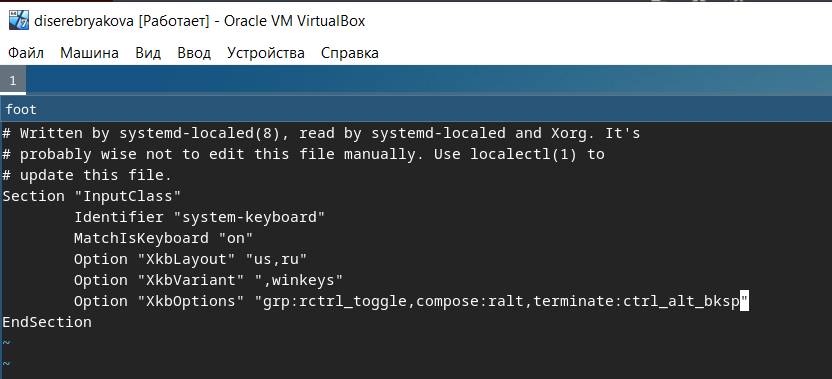 diserebryakova [Работает] - Oracle VM VirtualBox
Файл Машина Вид Ввод Устройства Справка
1
foot
# Written by systemd-localed(8), read by systemd-localed and Xorg. It's
# probably wise not to edit this file manually. Use localectl(1) to
# update this file.
Section "InputClass"
        Identifier "system-keyboard"
        MatchIsKeyboard "on"
        Option "XkbLayout" "us,ru"
        Option "XkbVariant" ",winkeys"
        Option "XkbOptions" "grp:rctrl_toggle,compose:ralt,terminate:ctrl_alt_bksp"
EndSection
~
~